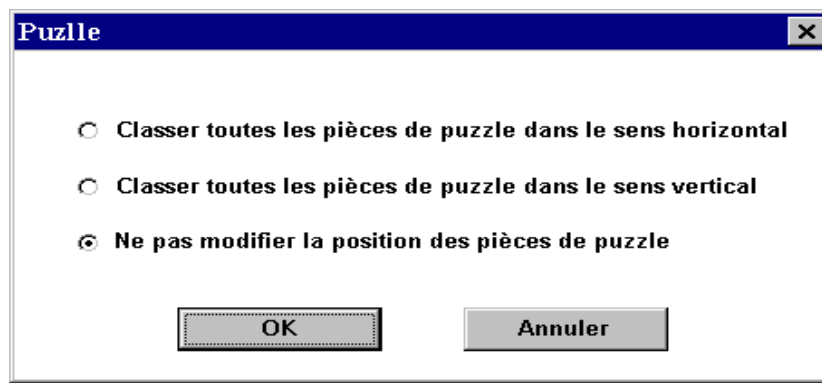 Puzlle
Classer toutes les pièces de puzzle dans le sens horizontal
Classer toutes les pièces de puzzle dans le sens vertical
Ne pas modifier la position des pièces de puzzle
OK
Annuler